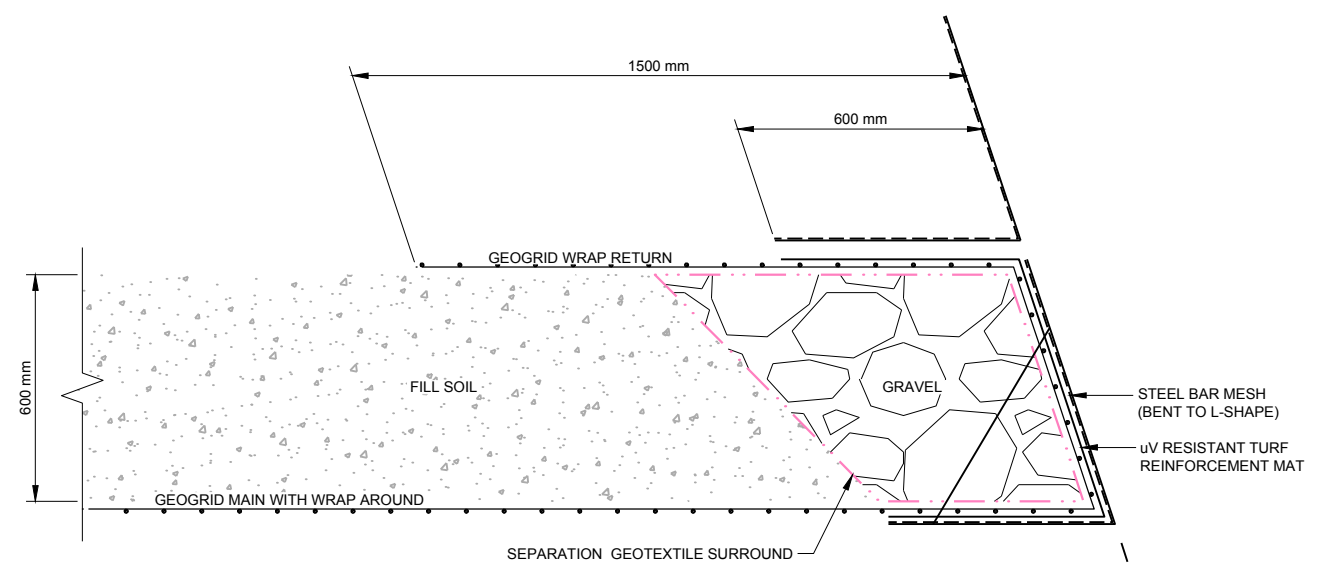 1500 mm
600 mm
GEOGRID WRAP RETURN
600 mm
FILL SOIL
GRAVEL
STEEL BAR MESH
(BENT TO L-SHAPE)
uV RESISTANT TURF
REINFORCEMENT MAT
GEOGRID MAIN WITH WRAP AROUND
SEPARATION GEOTEXTILE SURROUND